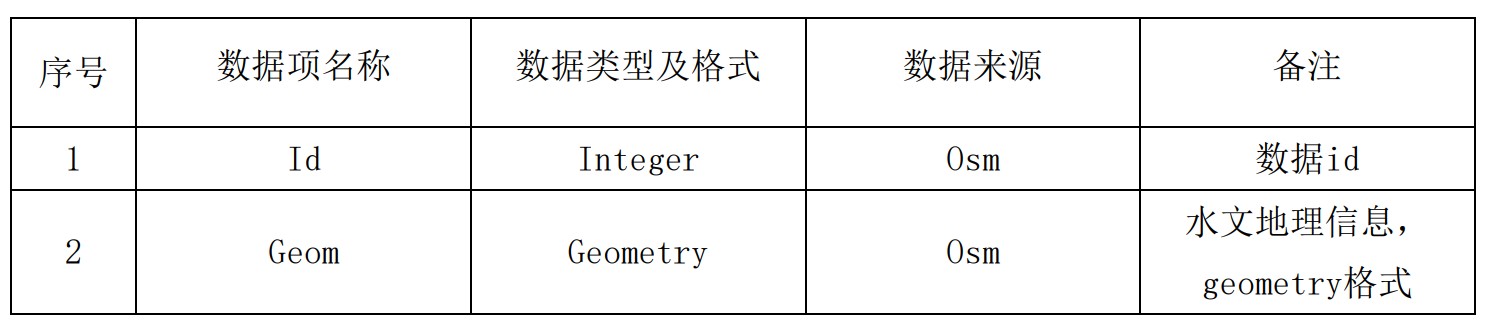 序号 数据项名称 数据类型及格式 数据来源 备注
1 Id Integer Osm 数据id
2 Geom Geometry Osm 水文地理信息，
geometry格式